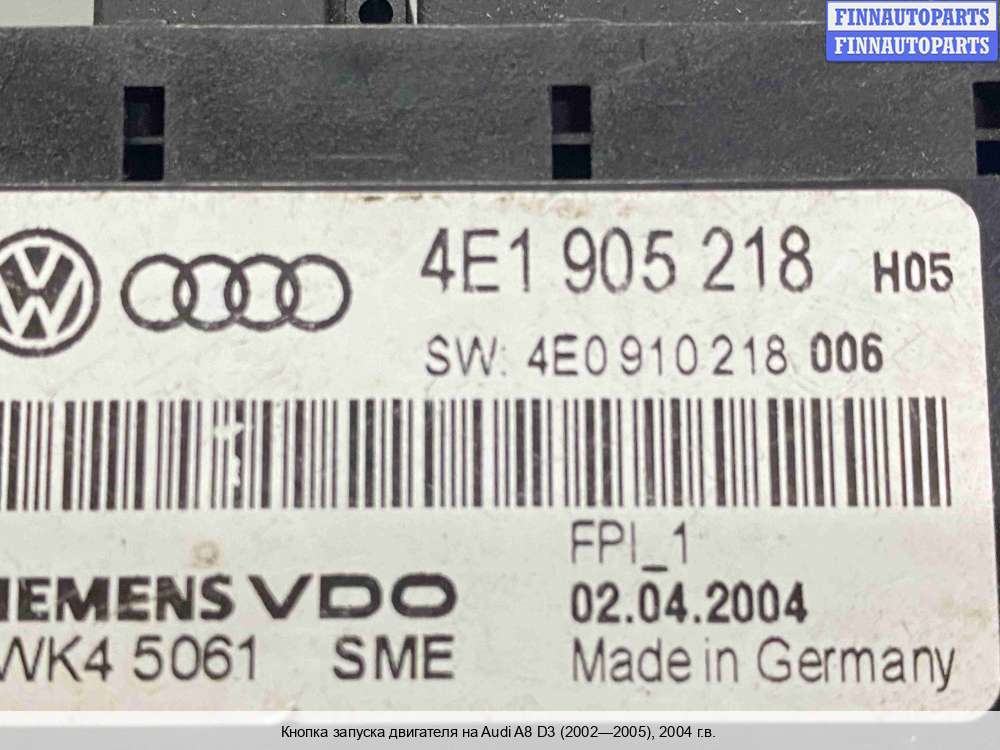 FINNAUTOPARTS
FINNAUTOPARTS
4E1 905 218 H05
SW: 4E0 910 218 006
FPI_1
SIEMENS VDO
02.04.2004
WK4 5061 SME
Made in Germany
Кнопка запуска двигателя на Audi A8 D3 (2002—2005), 2004 г.в.